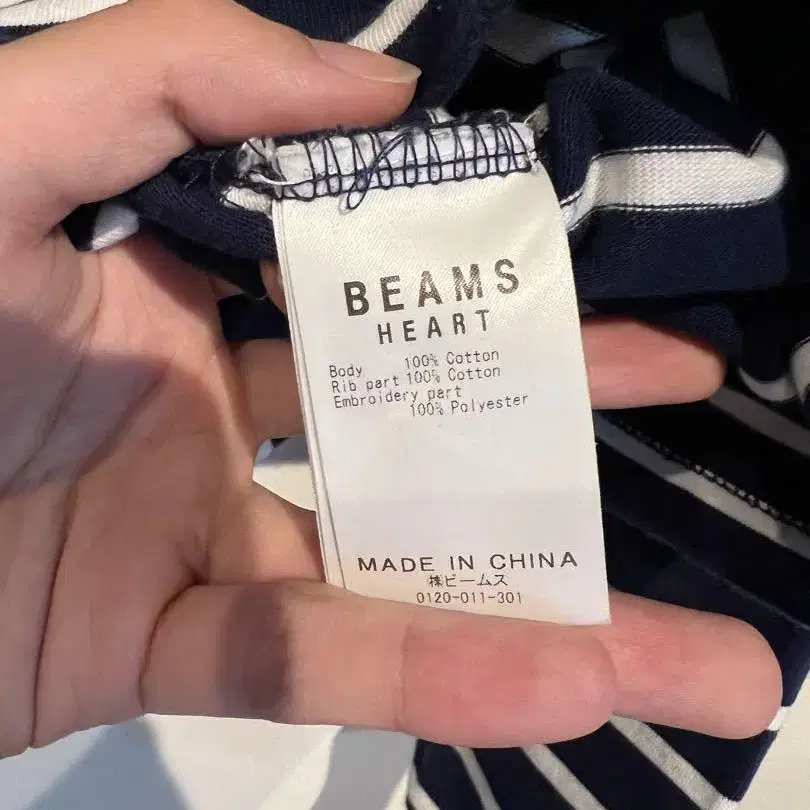 BEAMS
HEART
Body 100% Cotton
Rib part 100% Cotton
Embroidery part
100% Polyester
MADE IN CHINA
㈱ビームス
0120-011-301